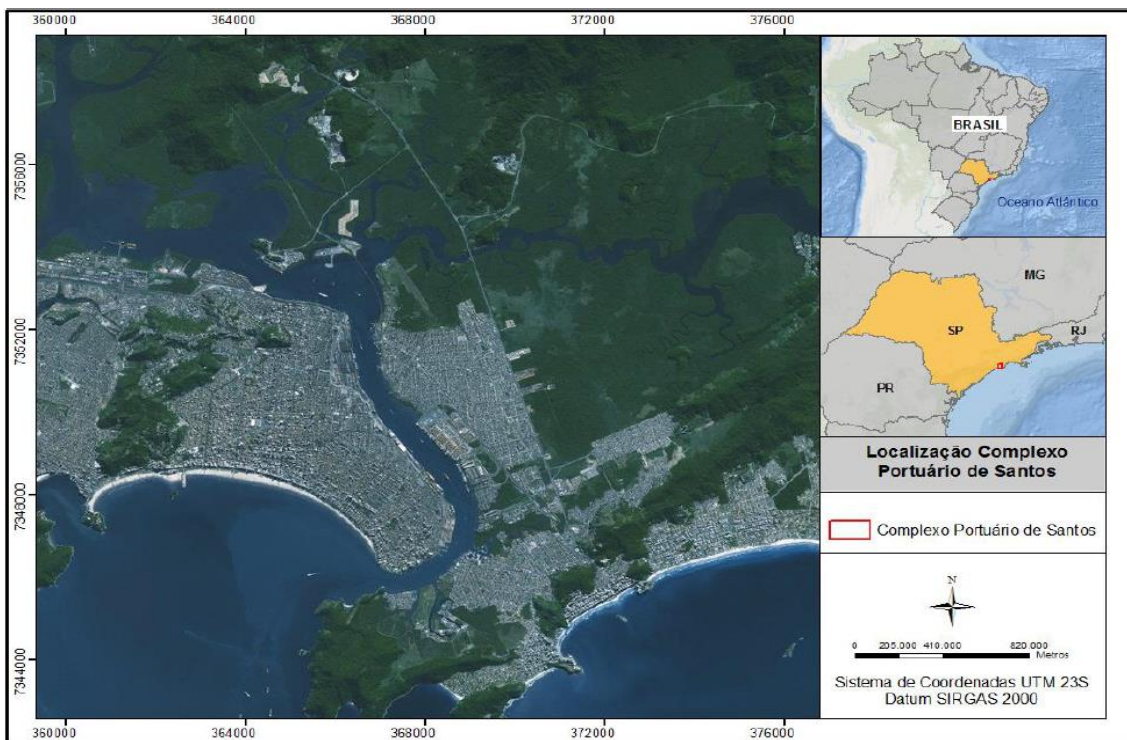 360000 364000 368000 372000 376000
7356000
7352000
7348000
7344000
360000 364000 368000 372000 376000
BRASIL
Oceano Atlântico
MG
SP
RJ
PR
Localização Complexo
Portuário de Santos
Complexo Portuário de Santos
N
0 205.000 410.000 820.000
Metros
Sistema de Coordenadas UTM 23S
Datum SIRGAS 2000